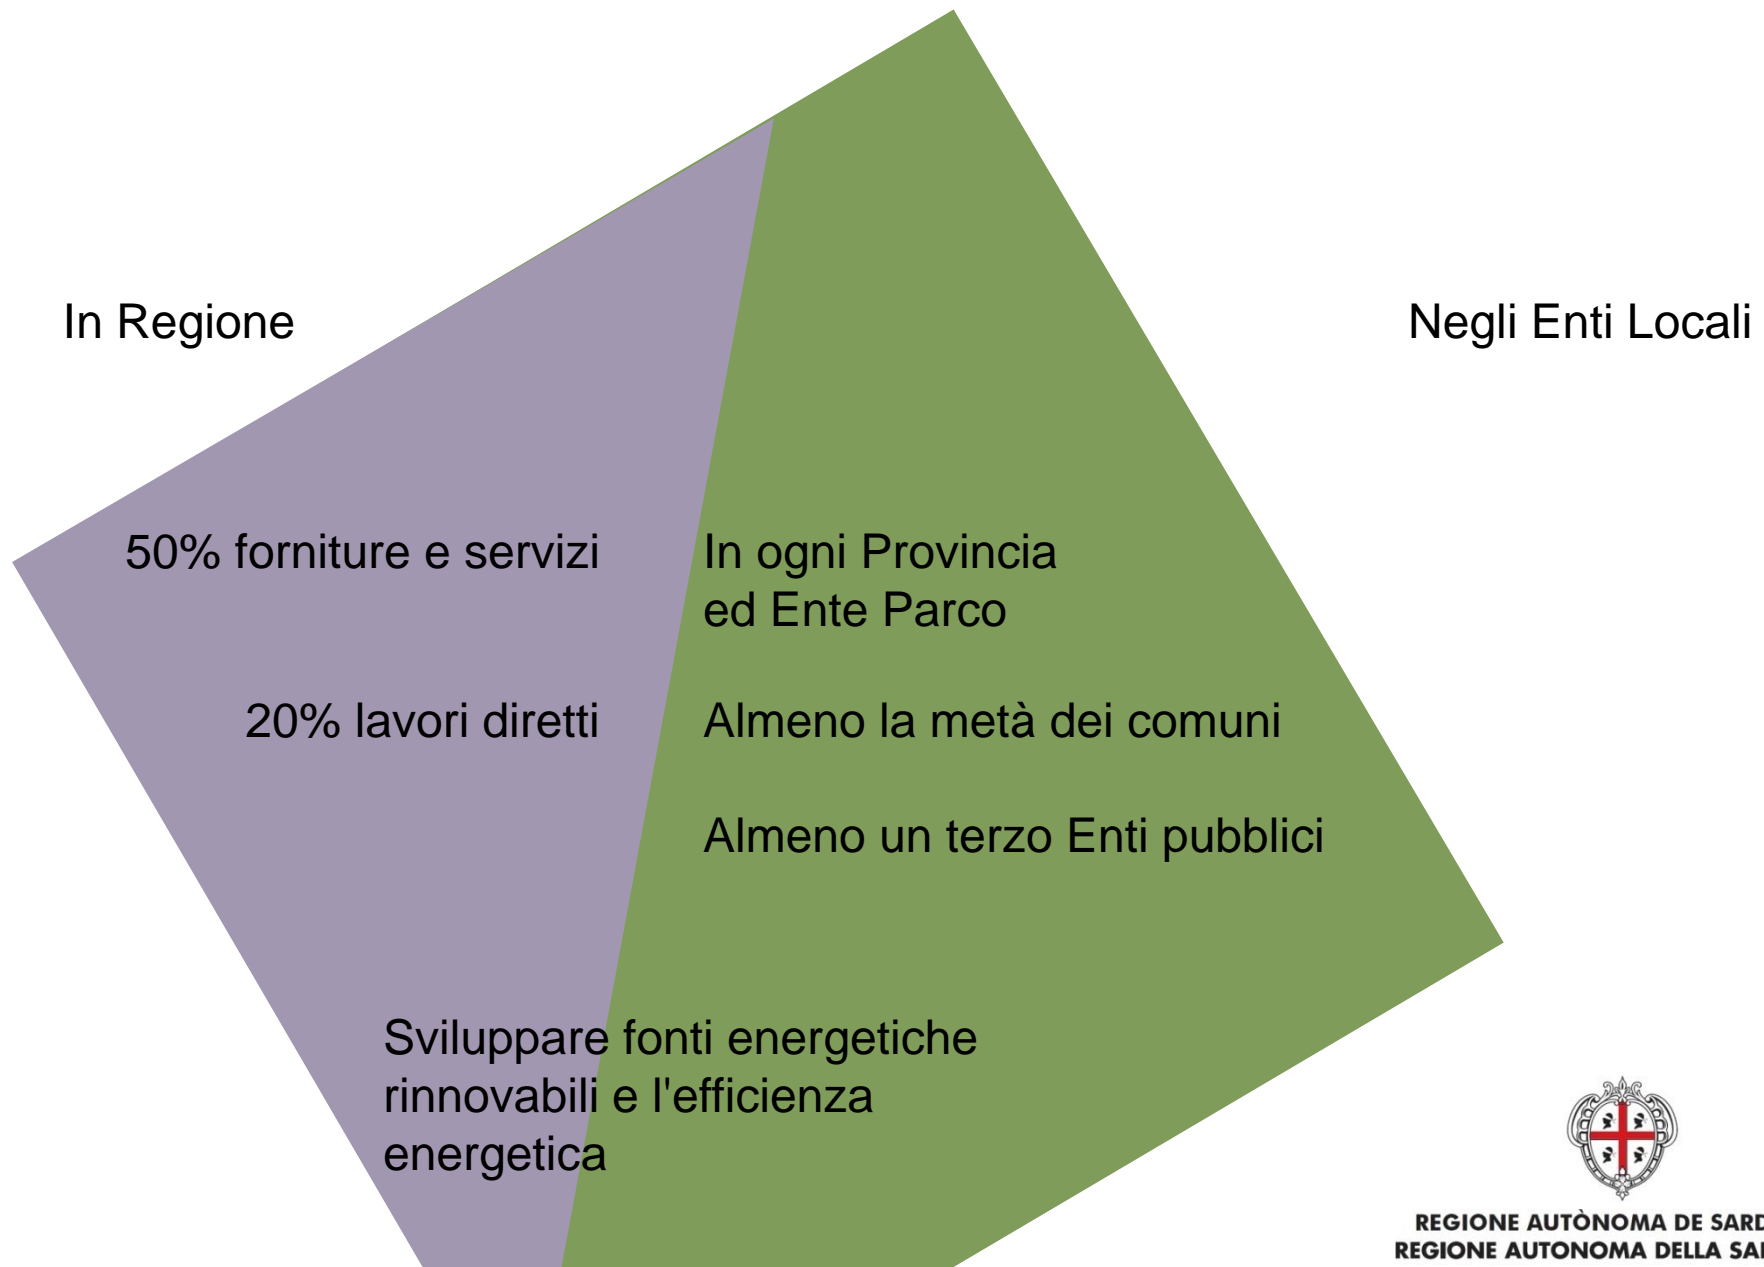 In Regione
Negli Enti Locali
50% forniture e servizi
20% lavori diretti
In ogni Provincia
ed Ente Parco
Almeno la metà dei comuni
Almeno un terzo Enti pubblici
Sviluppare fonti energetiche
rinnovabili e l'efficienza
energetica
REGIONE AUTÒNOMA DE
REGIONE AUTONOMA DELLA